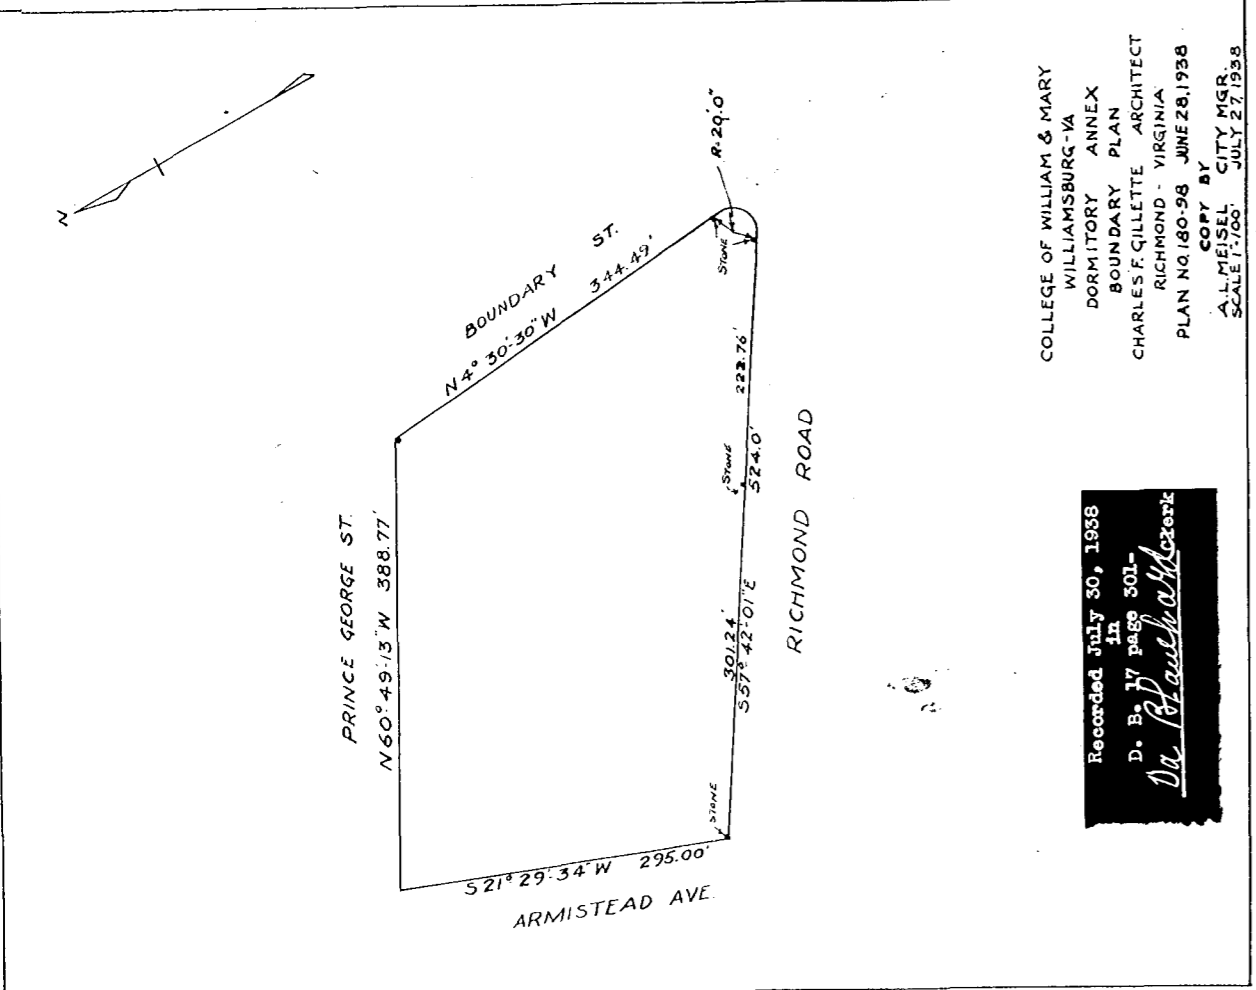 N
R-20'.0"
BOUNDARY ST.
N4° 30'-30" W 344.49'
STONE
222.76'
STONE
524.0'
RICHMOND ROAD
301.24'
S57° 42'-01" E
STONE
PRINCE GEORGE ST.
N60° 49'-13" W 388.77'
S21° 29'-34" W 295.00'
ARMISTEAD AVE.
COLLEGE OF WILLIAM & MARY
WILLIAMSBURG-VA
DORMITORY ANNEX
BOUNDARY PLAN
CHARLES F. GILLETTE ARCHITECT
RICHMOND - VIRGINIA
PLAN NO. 180-98 JUNE 28, 1938
COPY BY
A.L. MEISEL CITY MGR.
SCALE 1"-100' JULY 27, 1938
Recorded July 30, 1938
in
D. B. 17 page 301-
clerk